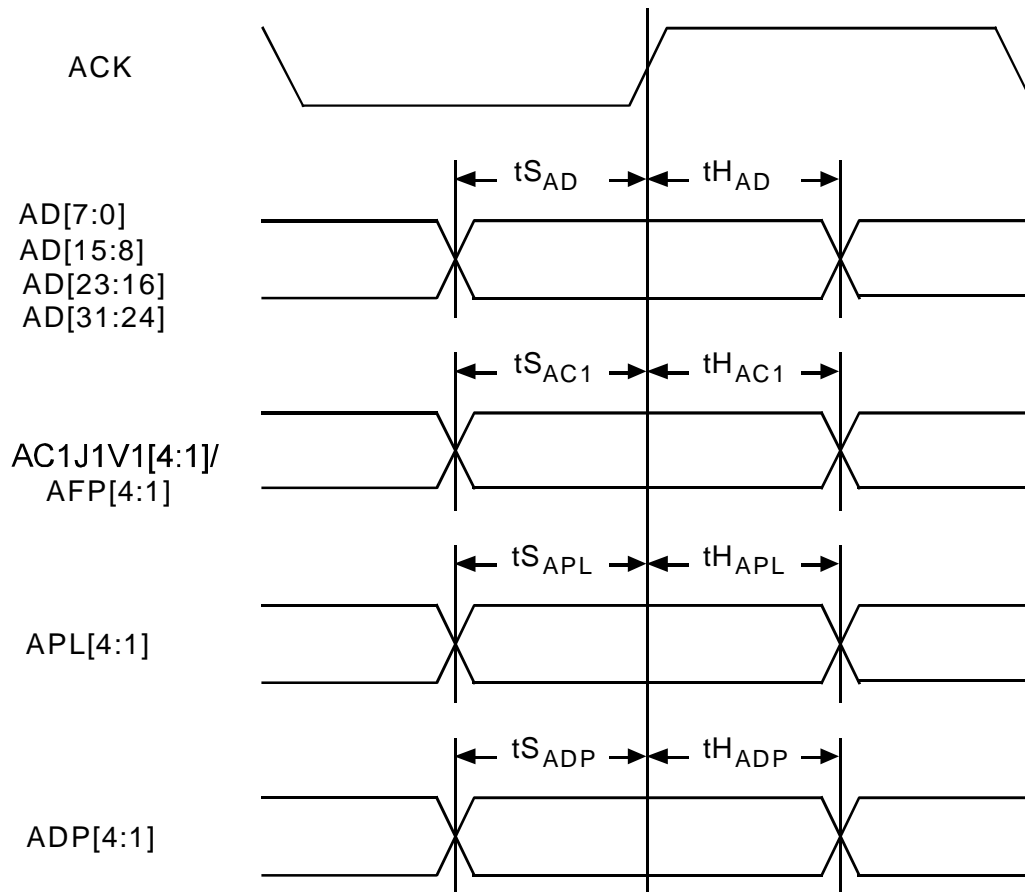 ACK
tSAD tHAD
AD[7:0]
AD[15:8]
AD[23:16]
AD[31:24]
tSAC1 tHAC1
AC1J1V1[4:1]/
AFP[4:1]
tSAPL tHAPL
APL[4:1]
tSADP tHADP
ADP[4:1]